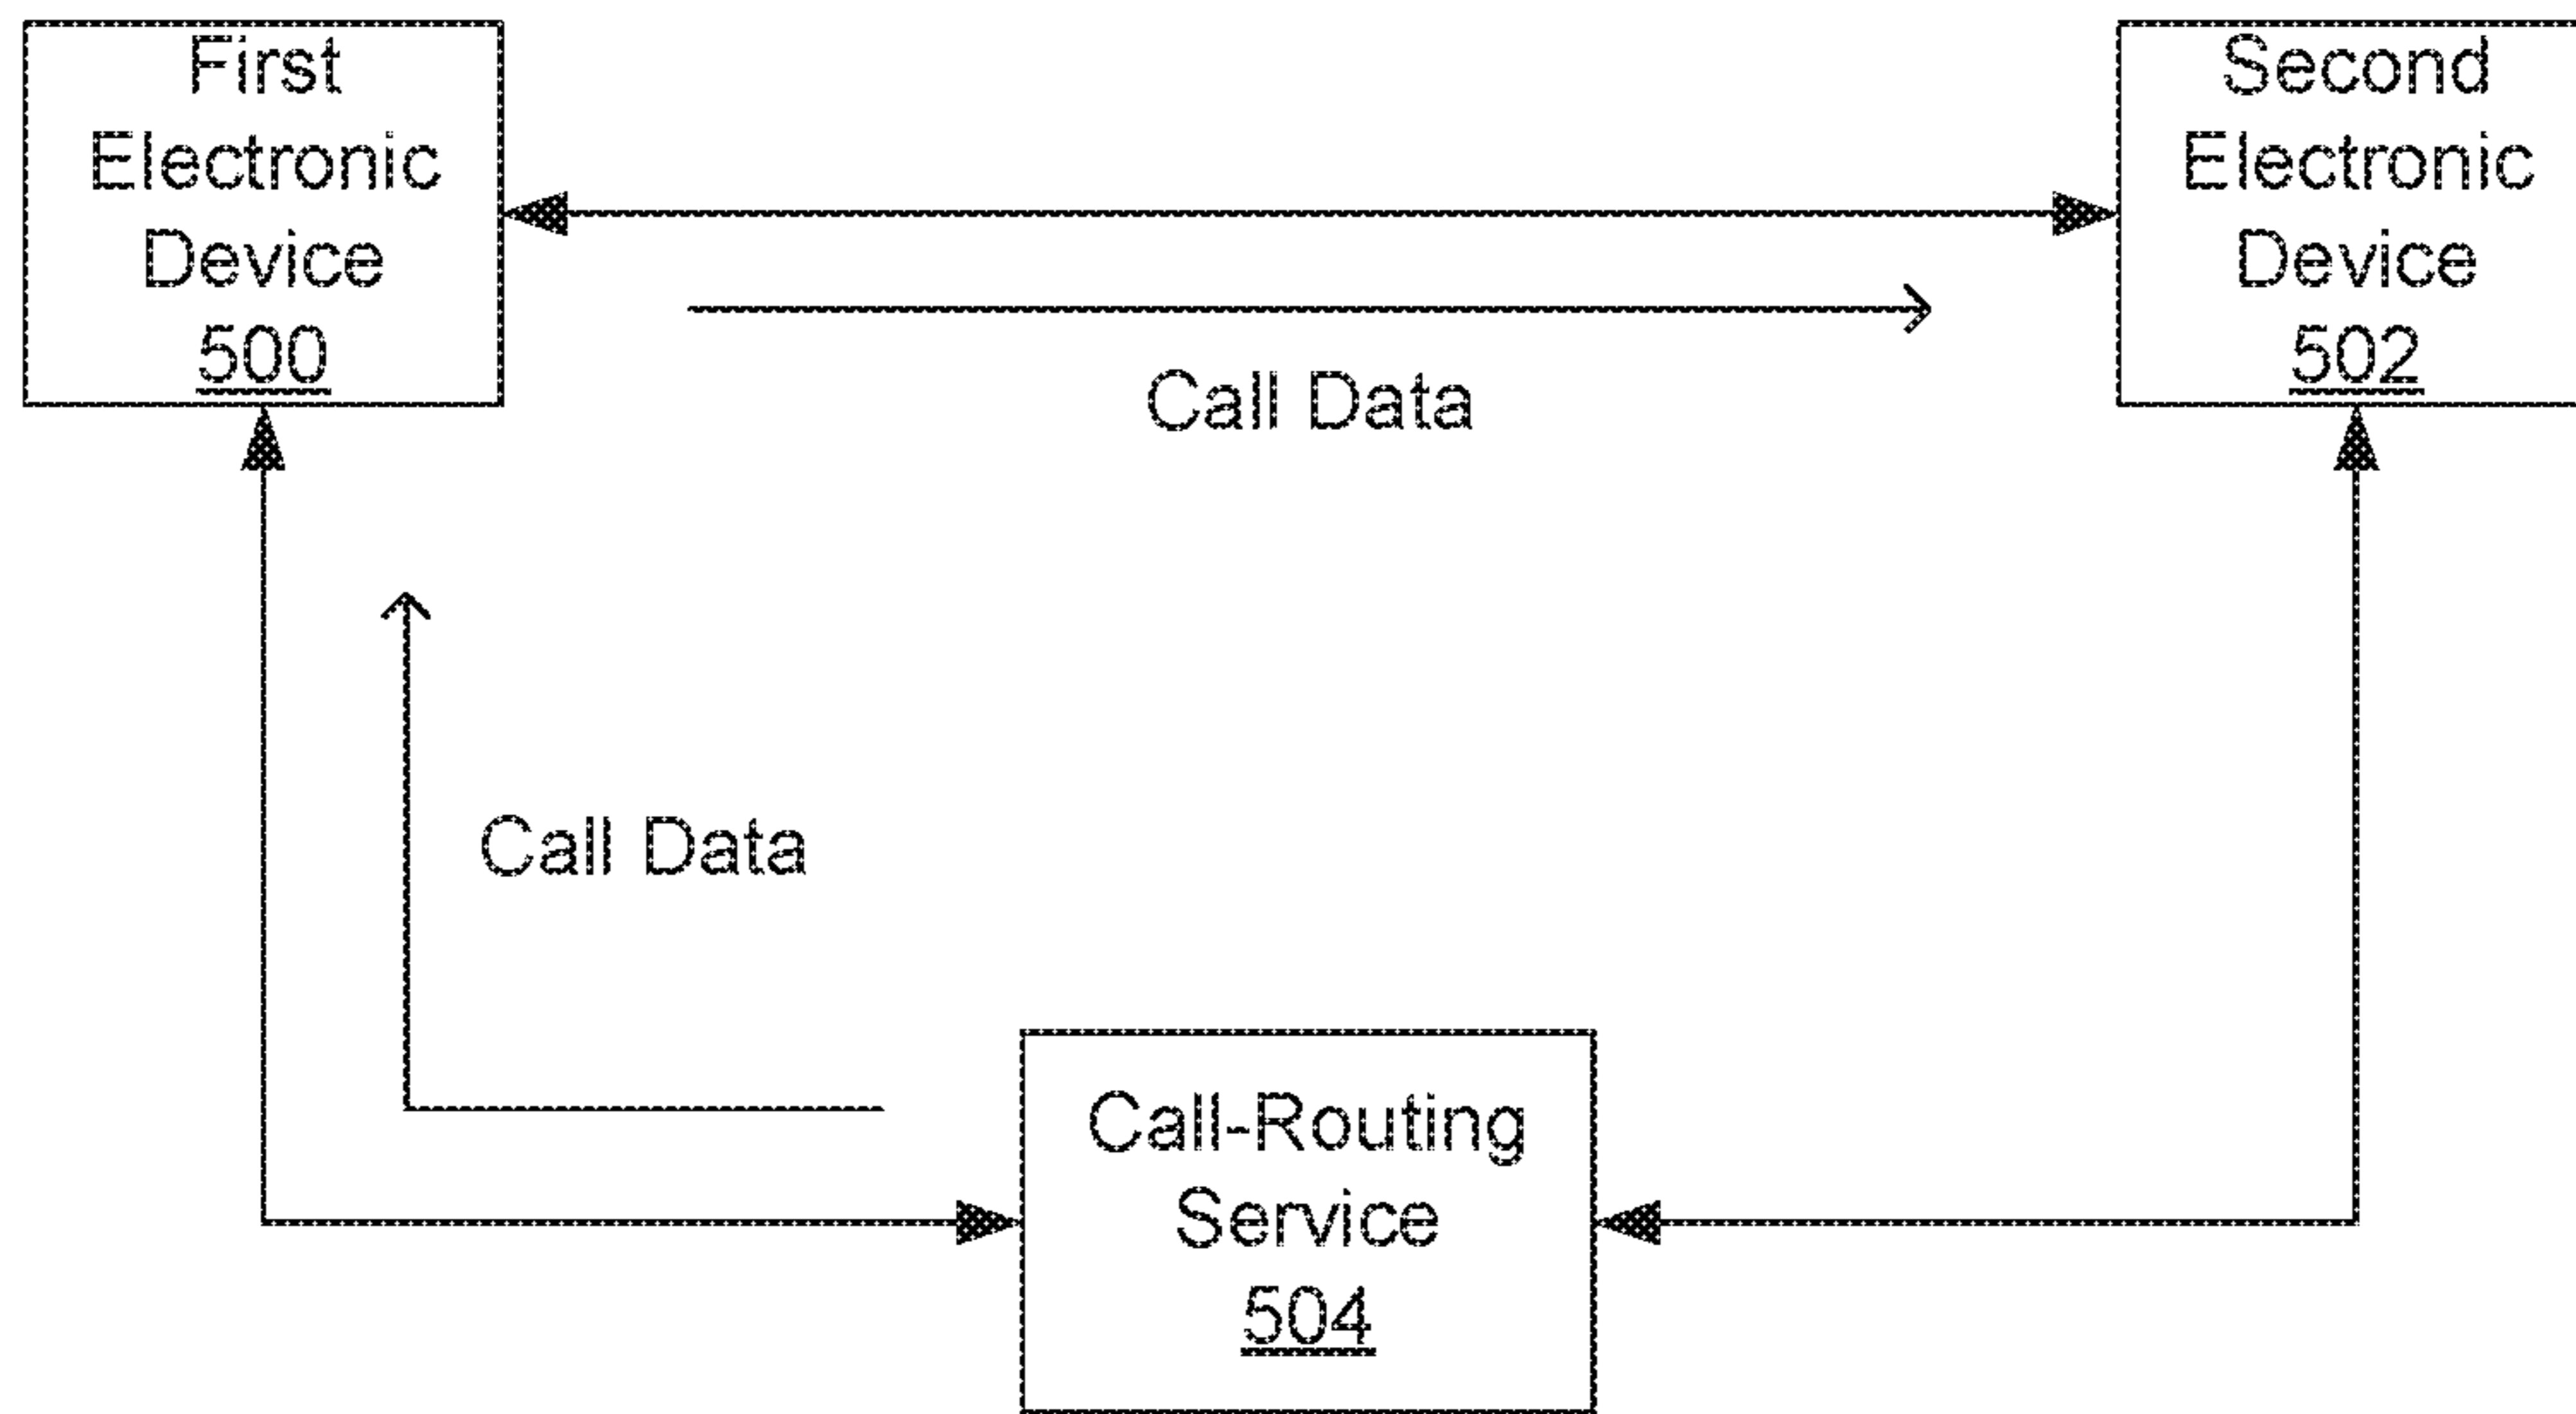 First
Electronic
Device
500
Second
Electronic
Device
502
Call Data
Call Data
Call-Routing
Service
504